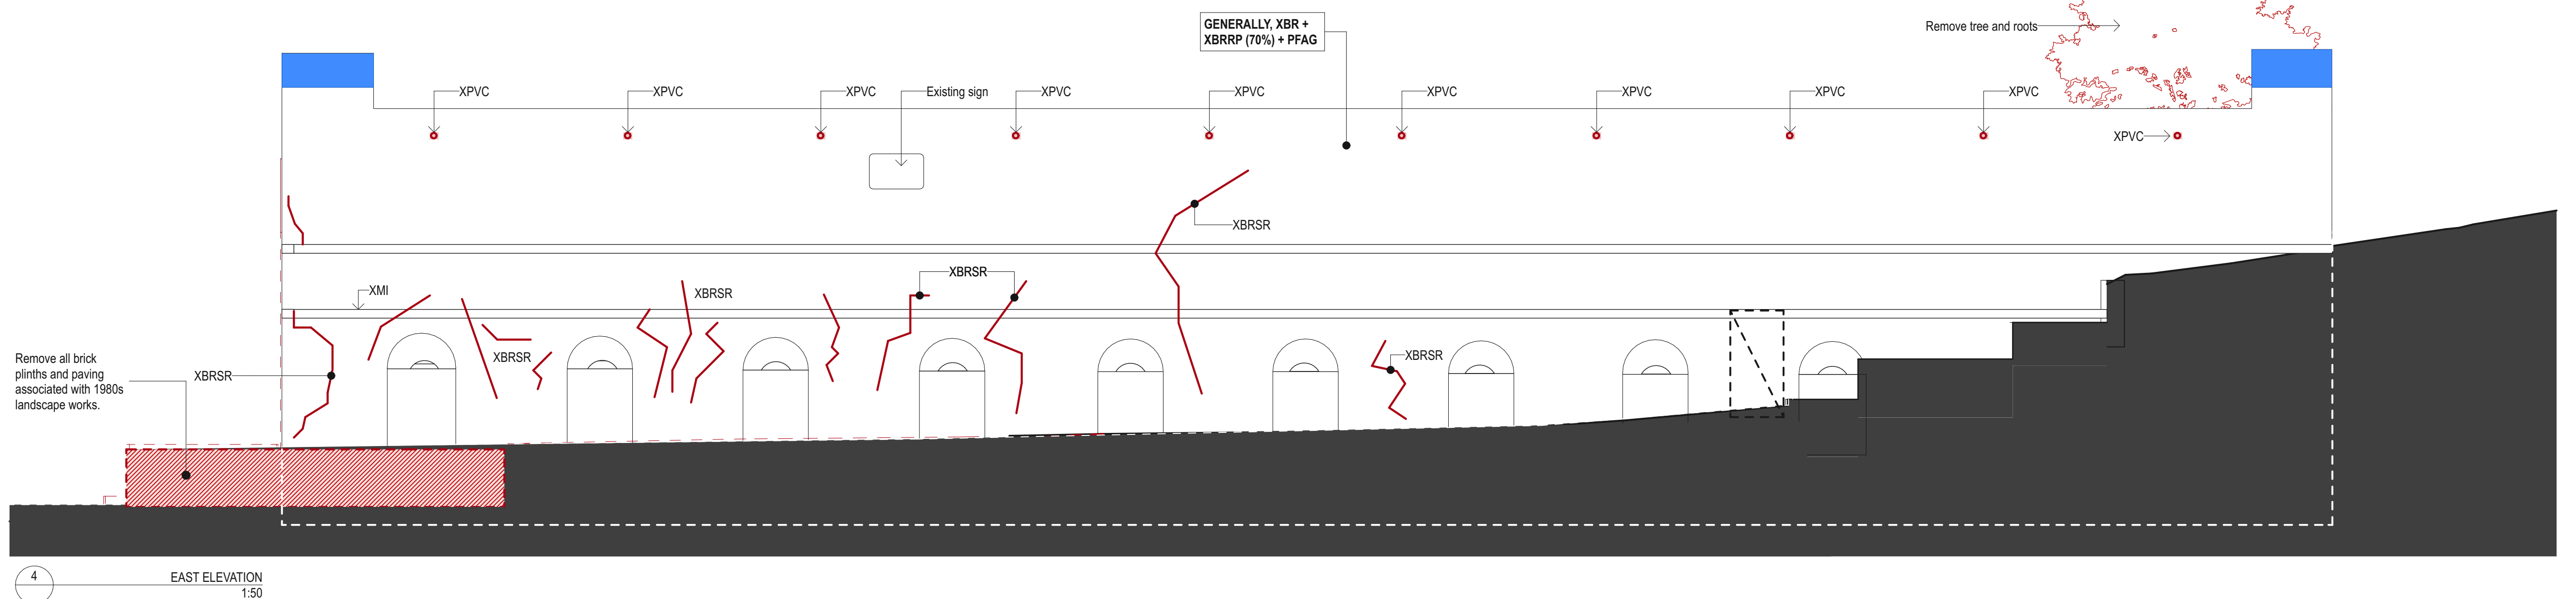 GENERALLY, XBR +
XBRRP (70%) + PFAG
Remove tree and roots
XPVC
XPVC
XPVC
Existing sign
XPVC
XPVC
XPVC
XPVC
XPVC
XPVC
XPVC
XBRSR
XBRSR
XMI
XBRSR
XBRSR
XBRSR
XBRSR
Remove all brick
plinths and paving
associated with 1980s
landscape works.
4
EAST ELEVATION
1:50